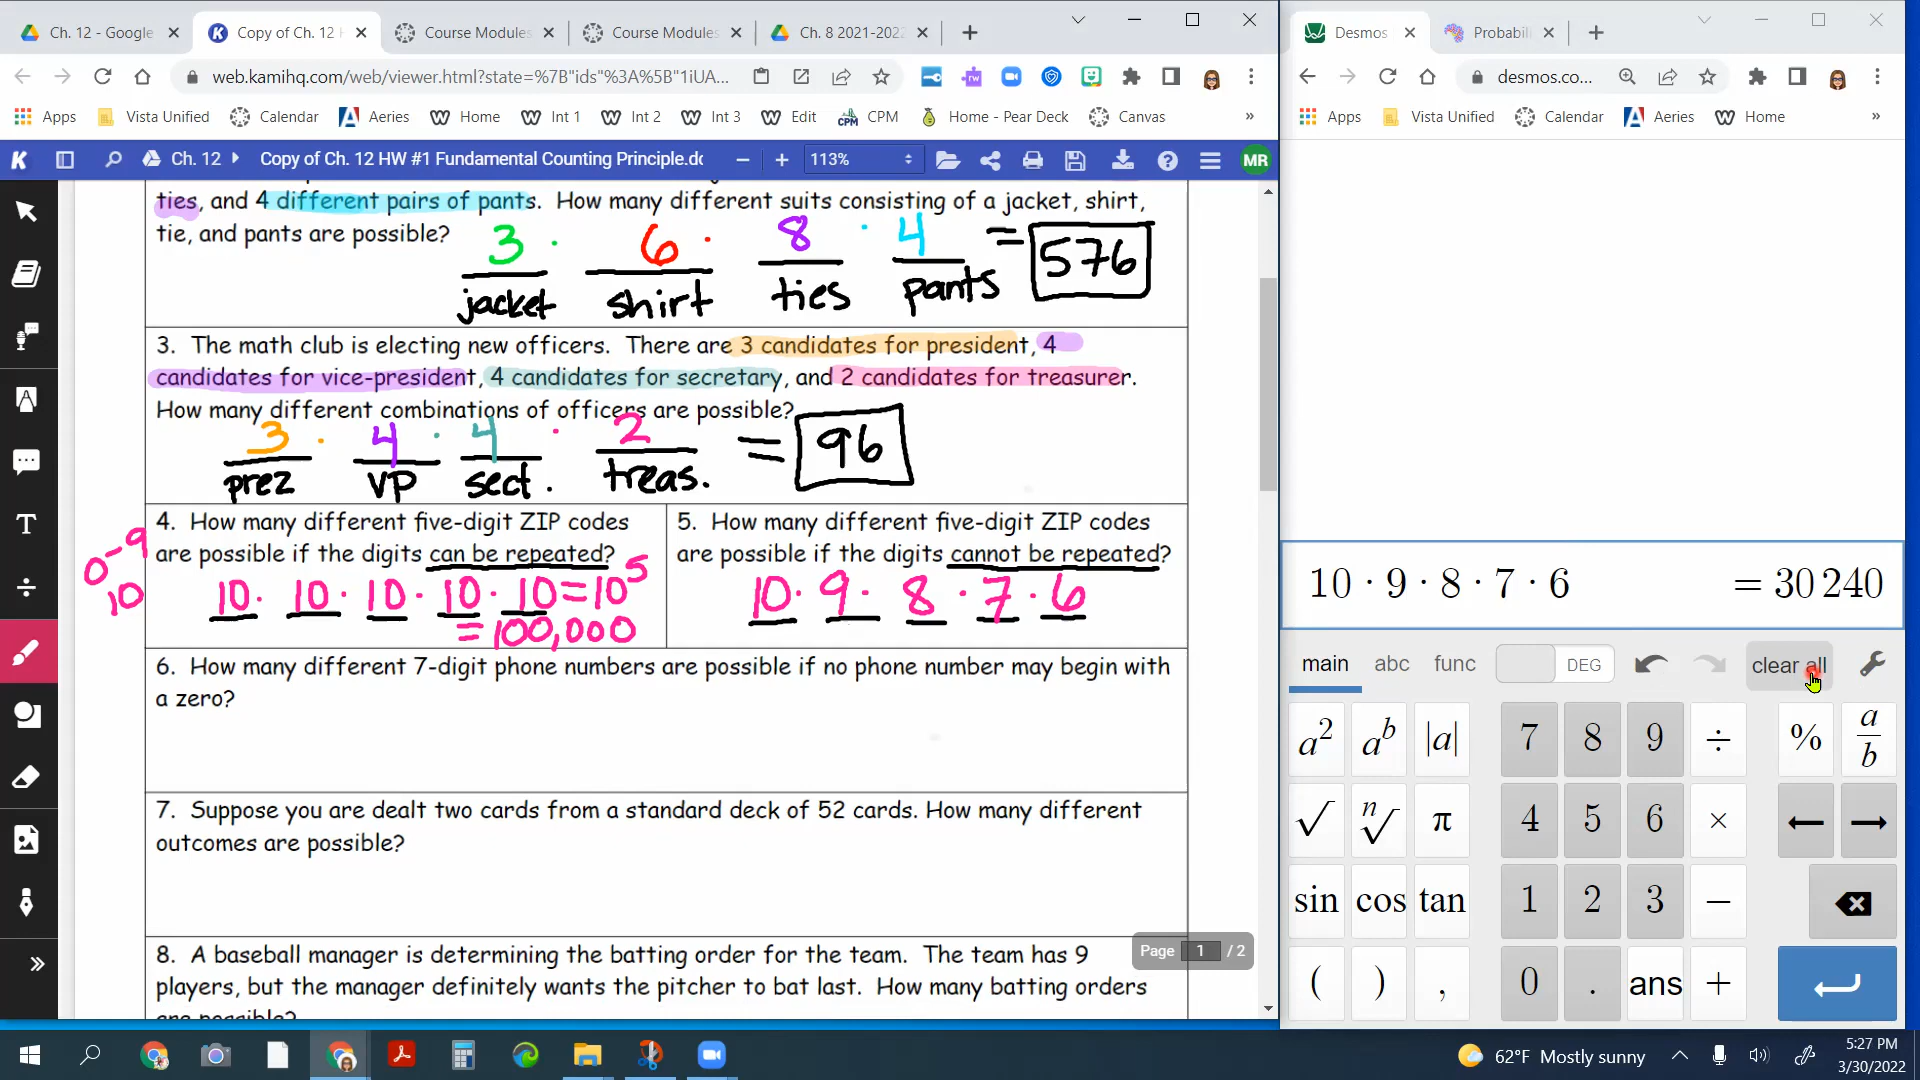 Ch. 12 - Google
Copy of Ch. 12 H
Course Modules
Course Modules
Ch. 8 2021-2022
Desmos
Probabili
web.kamihq.com/web/viewer.html?state=%7B"ids"%3A%5B"1iUA...
desmos.co...
Apps
Vista Unified
Calendar
Aeries
Home
Int 1
Int 2
Int 3
Edit
CPM
Home - Pear Deck
Canvas
»
Apps
Vista Unified
Calendar
Aeries
Home
»
Ch. 12
Copy of Ch. 12 HW #1 Fundamental Counting Principle.dc
113%
MR
ties, and 4 different pairs of pants. How many different suits consisting of a jacket, shirt,
tie, and pants are possible?
3 · 6 · 8 · 4 = 576
jacket shirt ties pants
3. The math club is electing new officers. There are 3 candidates for president, 4
candidates for vice-president, 4 candidates for secretary, and 2 candidates for treasurer.
How many different combinations of officers are possible?
3 · 4 · 4 · 2 = 96
prez VP sect. treas.
4. How many different five-digit ZIP codes
are possible if the digits can be repeated?
0-9
10
10 · 10 · 10 · 10 · 10 = 10⁵
= 100,000
5. How many different five-digit ZIP codes
are possible if the digits cannot be repeated?
10 · 9 · 8 · 7 · 6
6. How many different 7-digit phone numbers are possible if no phone number may begin with
a zero?
7. Suppose you are dealt two cards from a standard deck of 52 cards. How many different
outcomes are possible?
8. A baseball manager is determining the batting order for the team. The team has 9
players, but the manager definitely wants the pitcher to bat last. How many batting orders
are possible?
Page 1 / 2
10 · 9 · 8 · 7 · 6 = 30 240
main abc func DEG clear all
a² aᵇ |a| 7 8 9 ÷ % a/b
√ ⁿ√ π 4 5 6 × ← →
sin cos tan 1 2 3 −
( ) , 0 . ans +
62°F Mostly sunny
5:27 PM
3/30/2022